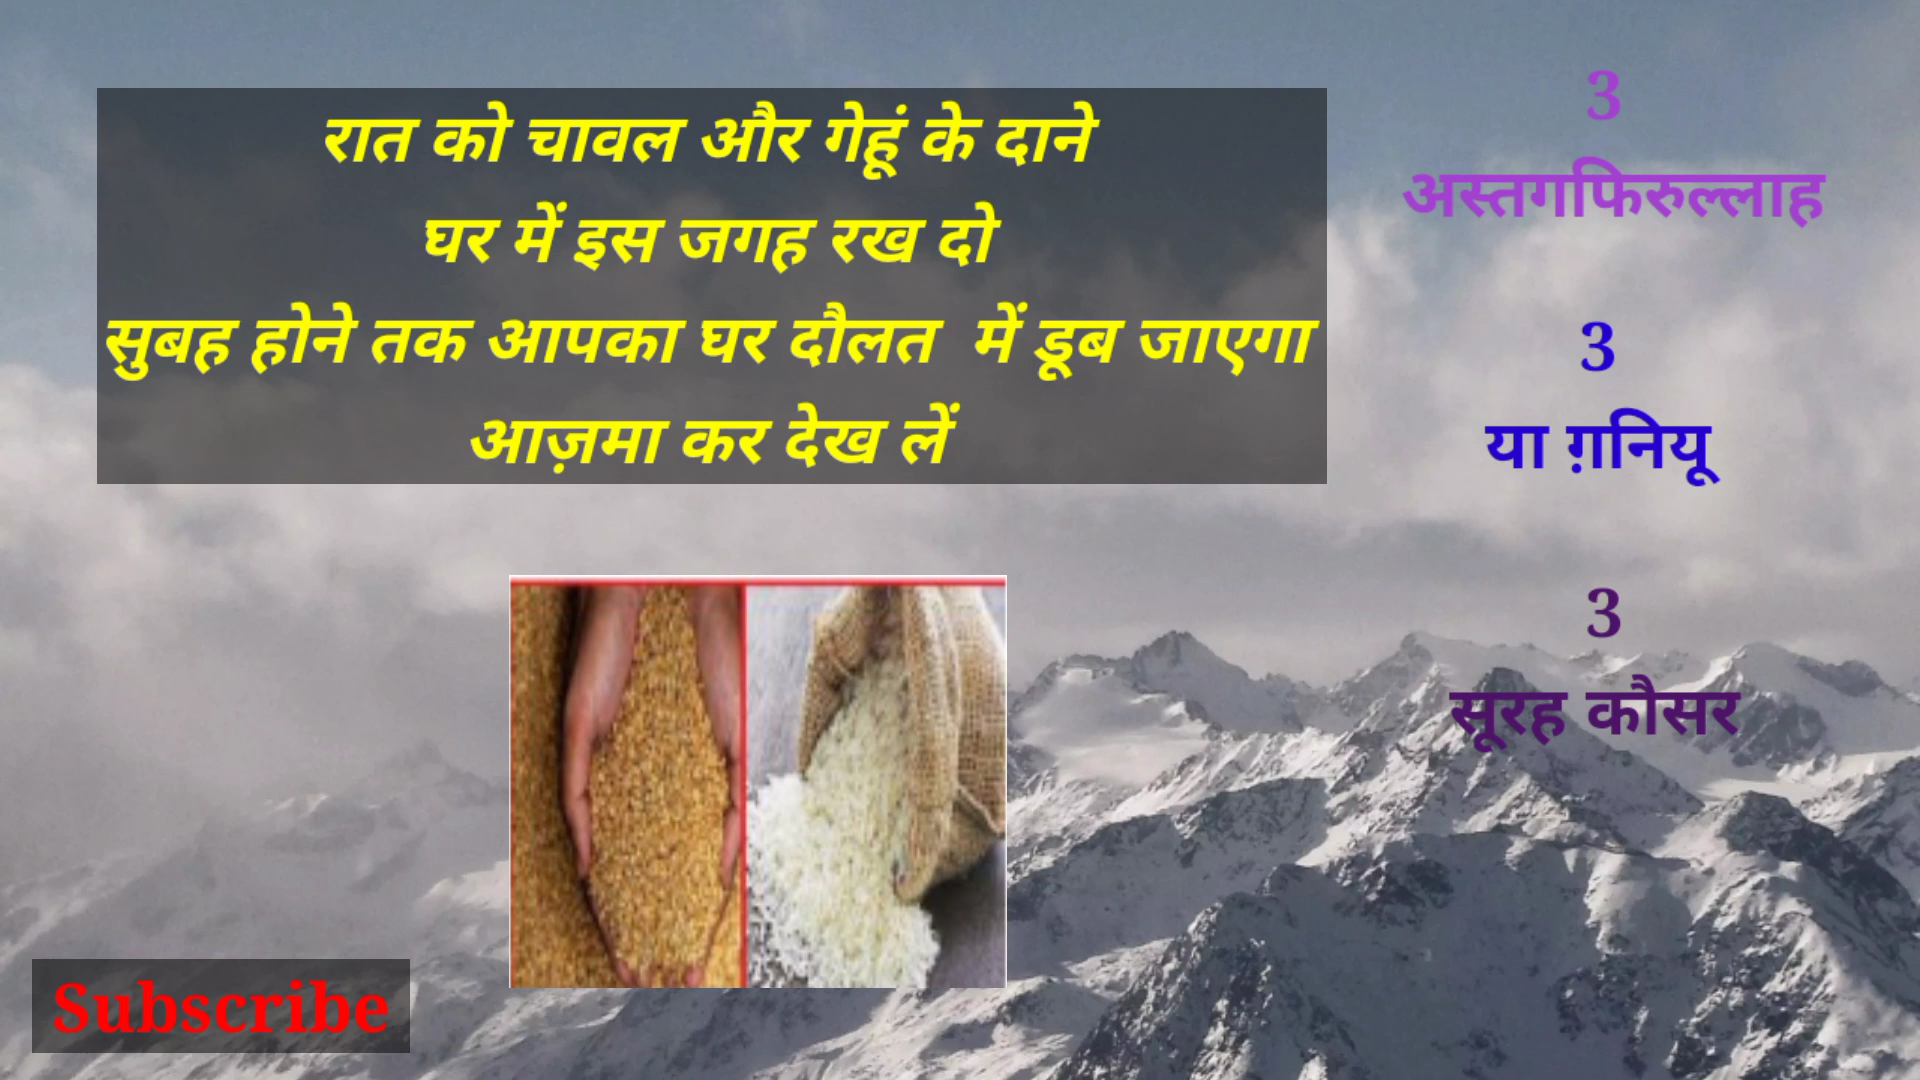 रात को चावल और गेहूं के दाने
घर में इस जगह रख दो
सुबह होने तक आपका घर दौलत में डूब जाएगा
आज़मा कर देख लें
3
अस्तगफिरुल्लाह
3
या ग़नियू
3
सूरह कौसर
Subscribe